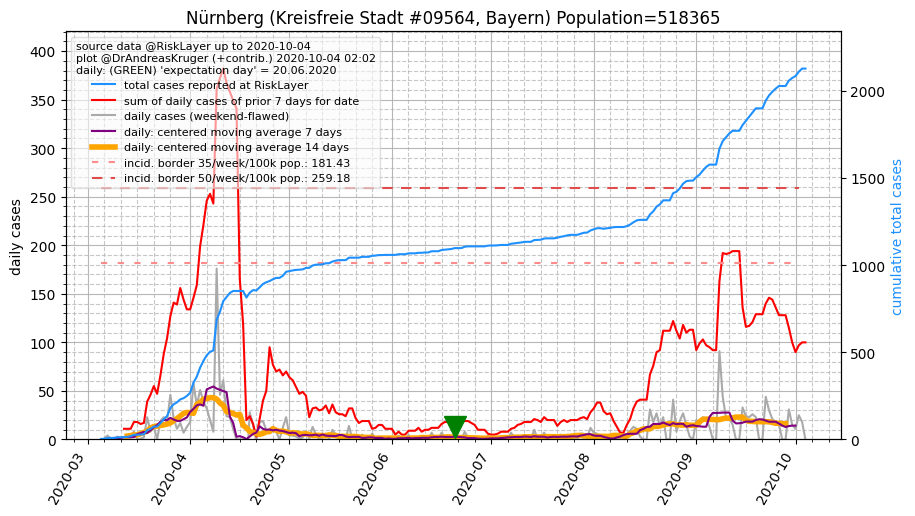 Nürnberg (Kreisfreie Stadt #09564, Bayern) Population=518365
source data @RiskLayer up to 2020-10-04
plot @DrAndreasKruger (+contrib.) 2020-10-04 02:02
daily: (GREEN) 'expectation day' = 20.06.2020
total cases reported at RiskLayer
sum of daily cases of prior 7 days for date
daily cases (weekend-flawed)
daily: centered moving average 7 days
daily: centered moving average 14 days
incid. border 35/week/100k pop.: 181.43
incid. border 50/week/100k pop.: 259.18
daily cases
400
350
300
250
200
150
100
50
0
cumulative total cases
2000
1500
1000
500
0
2020-03
2020-04
2020-05
2020-06
2020-07
2020-08
2020-09
2020-10